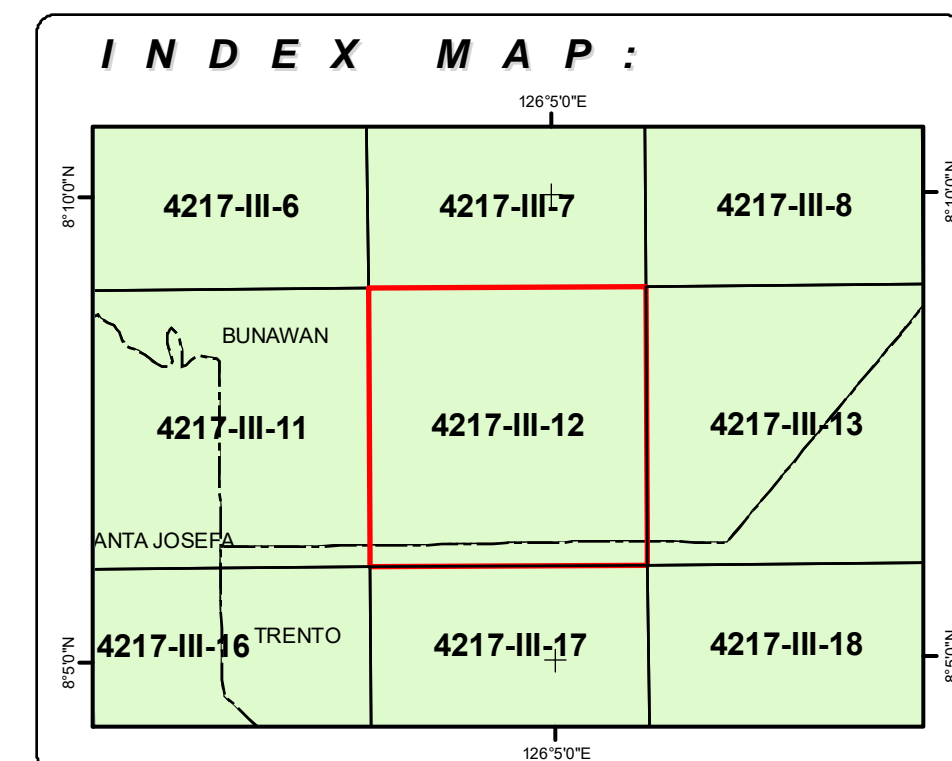 INDEX MAP:
126°5'0"E
8°10'0"N
8°10'0"N
4217-III-6
4217-III-7
4217-III-8
BUNAWAN
4217-III-11
4217-III-12
4217-III-13
ANTA JOSEFA
8°5'0"N
8°5'0"N
4217-III-16
TRENTO
4217-III-17
4217-III-18
126°5'0"E